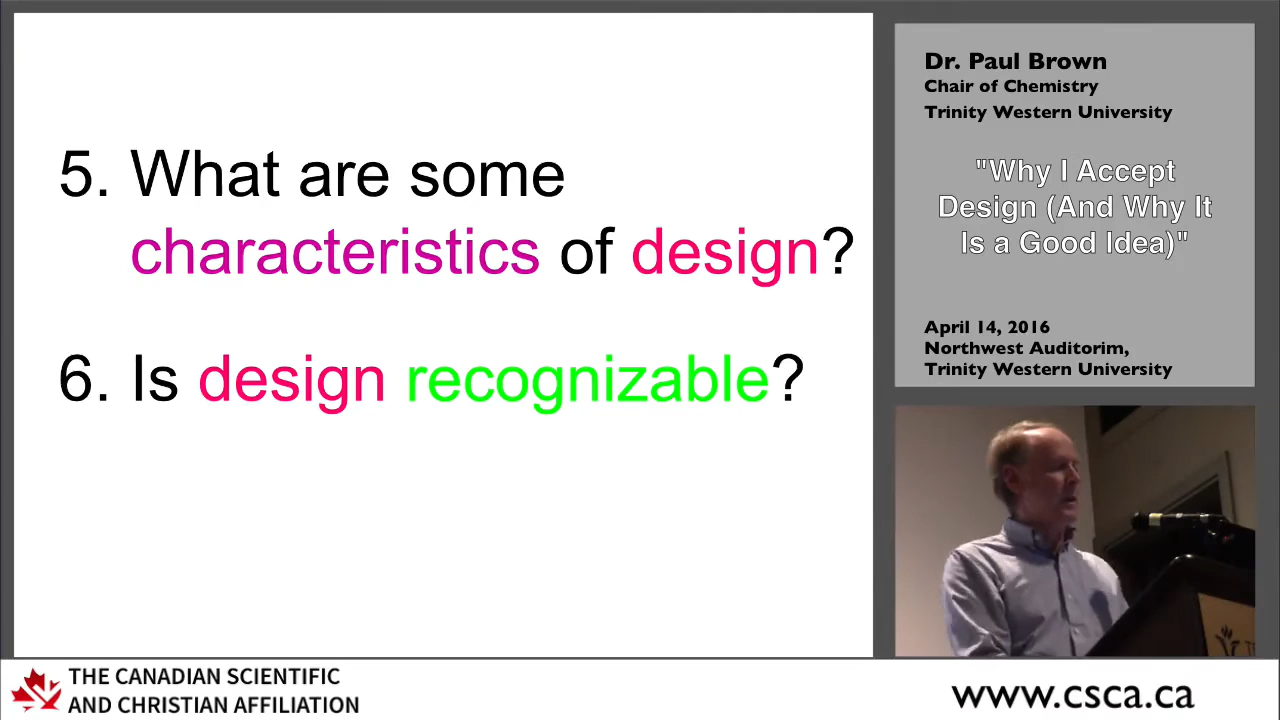 5. What are some
characteristics of design?
6. Is design recognizable?
Dr. Paul Brown
Chair of Chemistry
Trinity Western University
"Why I Accept
Design (And Why It
Is a Good Idea)"
April 14, 2016
Northwest Auditorim,
Trinity Western University
THE CANADIAN SCIENTIFIC
AND CHRISTIAN AFFILIATION
www.csca.ca